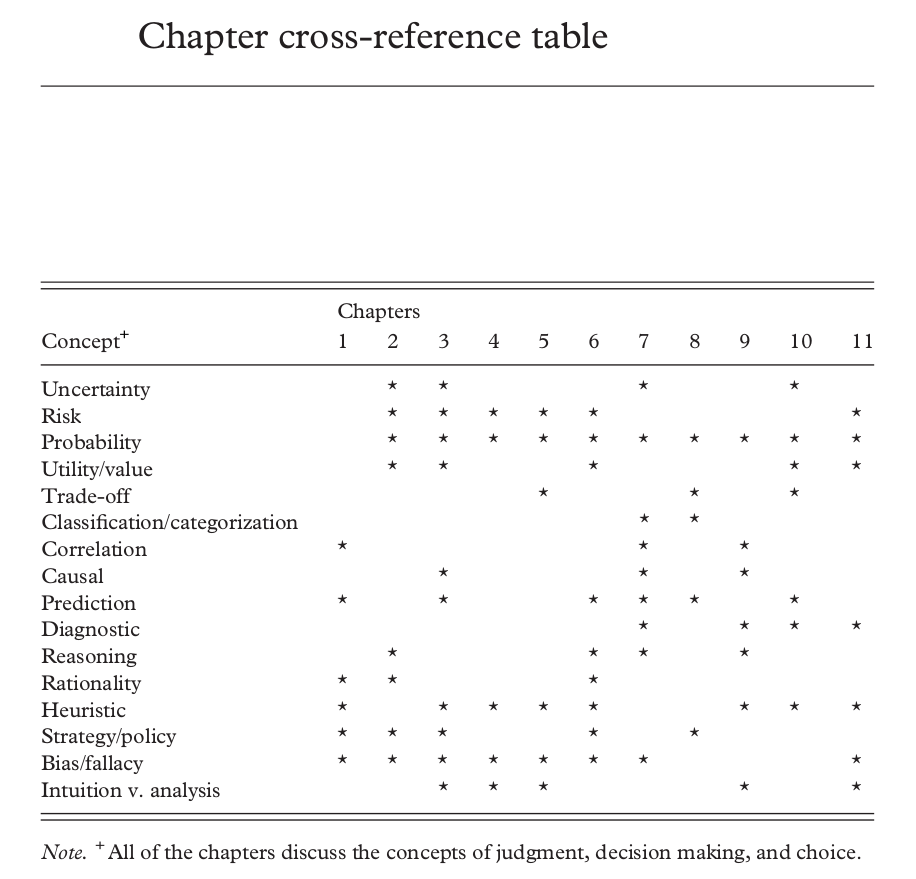 Chapter cross-reference table
Chapters
Concept+ 1 2 3 4 5 6 7 8 9 10 11
Uncertainty * * * *
Risk * * * * * *
Probability * * * * * * * * * *
Utility/value * * * * *
Trade-off * * *
Classification/categorization * *
Correlation * * *
Causal * * *
Prediction * * * * * *
Diagnostic * * * *
Reasoning * * * *
Rationality * * *
Heuristic * * * * * * * *
Strategy/policy * * * * *
Bias/fallacy * * * * * * * *
Intuition v. analysis * * * * *
Note. +All of the chapters discuss the concepts of judgment, decision making, and choice.